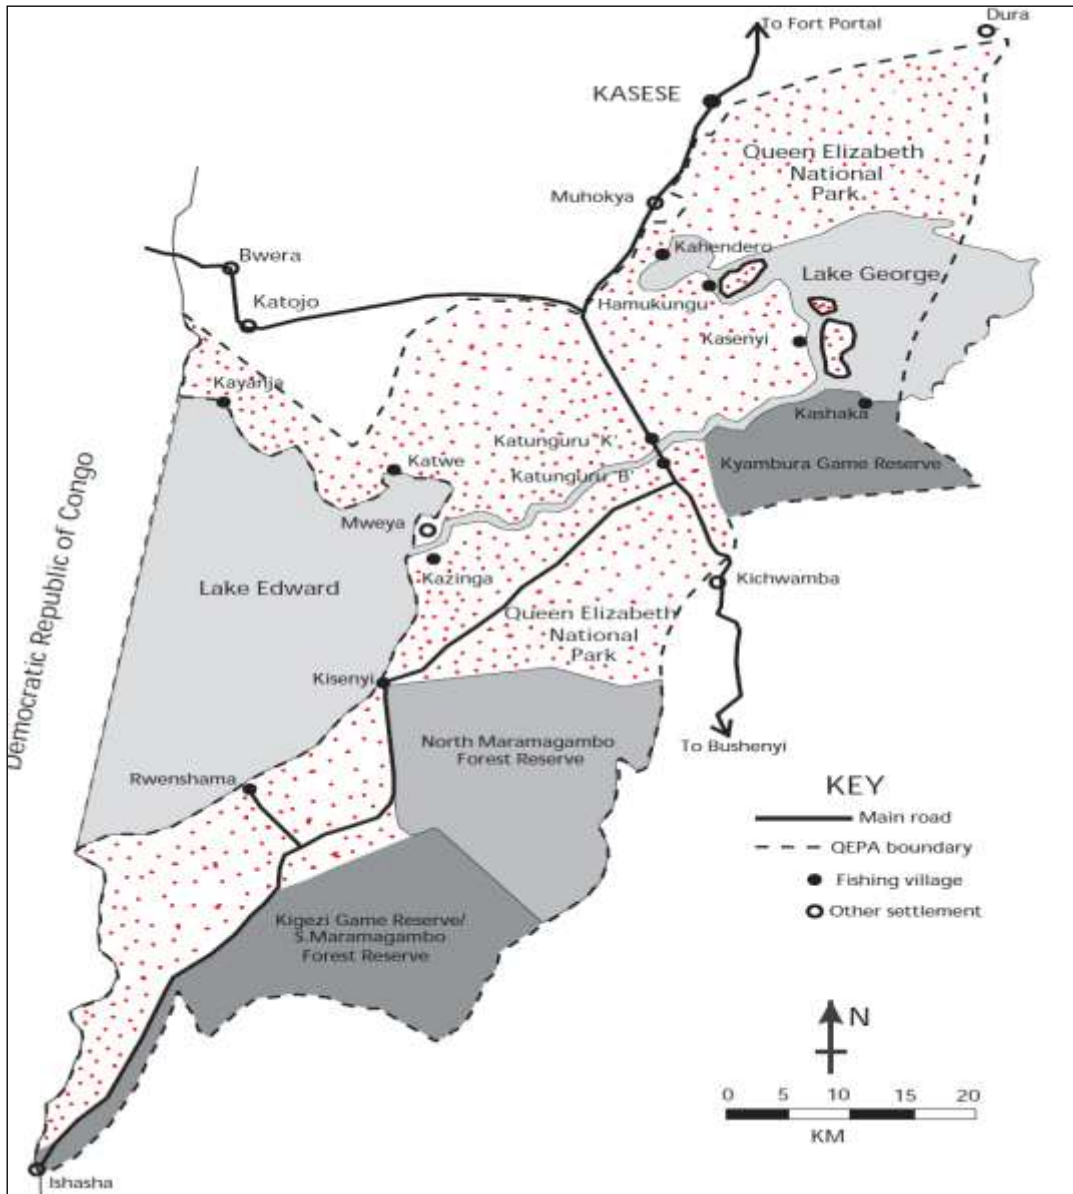 Dura
To Fort Portal
KASESE
Queen Elizabeth
National
Park
Muhokya
Kahendero
Bwera
Lake George
Katojo
Hamukungu
Kasenyi
Kayanja
Kashaka
Katunguru 'K'
Katwe
Kyambura Game Reserve
Katunguru 'B'
Mweya
Democratic Republic of Congo
Kazinga
Kichwamba
Lake Edward
Queen Elizabeth
National
Park
Kisenyi
North Maramagambo
Forest Reserve
To Bushenyi
Rwenshama
KEY
Main road
QEPA boundary
Fishing village
Other settlement
Kigezi Game Reserve/
S.Maramagambo
Forest Reserve
N
0 5 10 15 20
KM
Ishasha